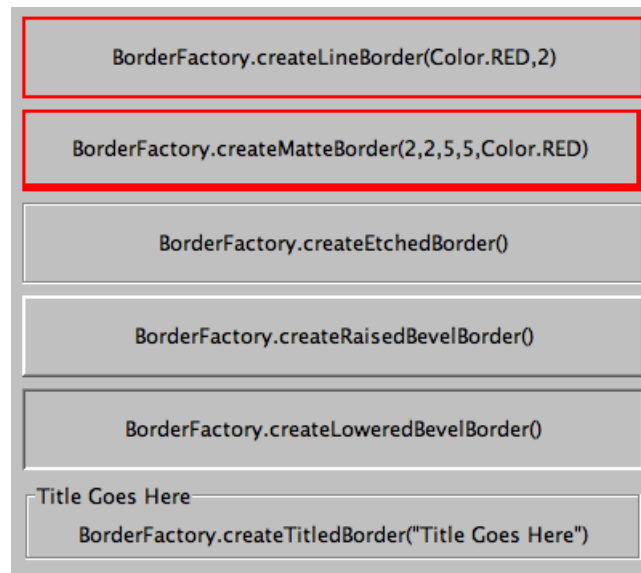 BorderFactory.createLineBorder(Color.RED,2)
BorderFactory.createMatteBorder(2,2,5,5,Color.RED)
BorderFactory.createEtchedBorder()
BorderFactory.createRaisedBevelBorder()
BorderFactory.createLoweredBevelBorder()
Title Goes Here
BorderFactory.createTitledBorder("Title Goes Here")